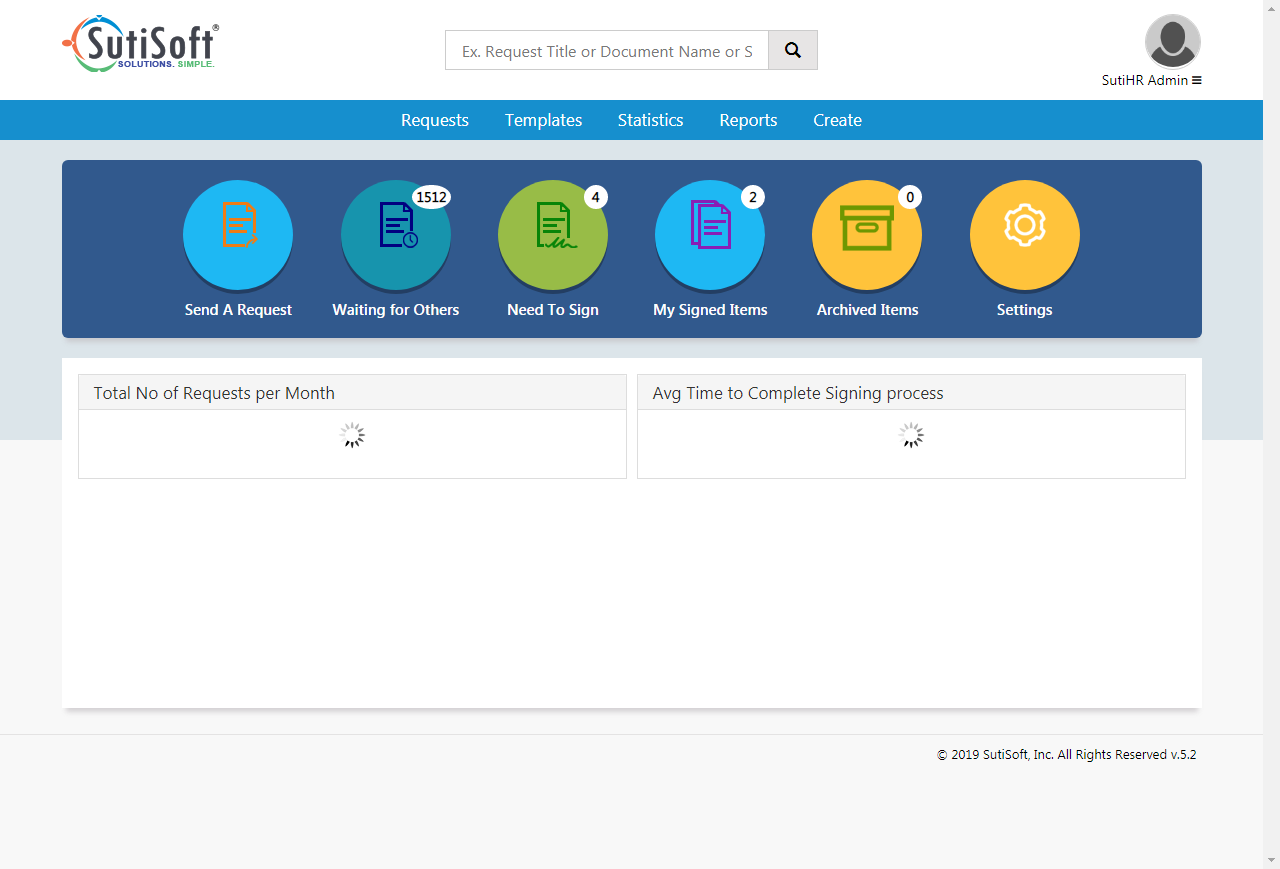 SutiSoft®
SOLUTIONS. SIMPLE.
Ex. Request Title or Document Name or S
SutiHR Admin
Requests Templates Statistics Reports Create
1512 4 2 0
Send A Request Waiting for Others Need To Sign My Signed Items Archived Items Settings
Total No of Requests per Month Avg Time to Complete Signing process
© 2019 SutiSoft, Inc. All Rights Reserved v.5.2